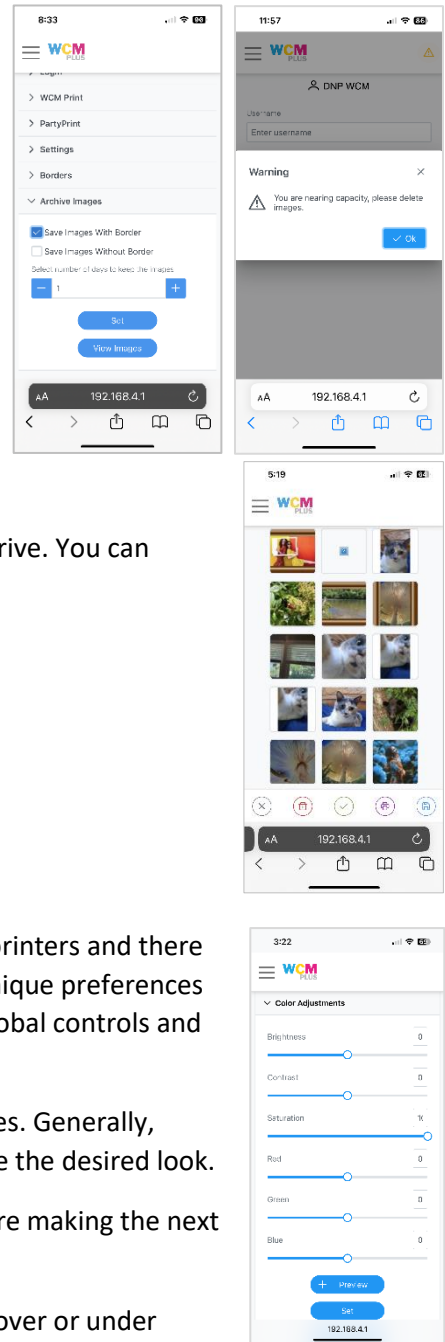 8:33
WCM
PLUS
Login
WCM Print
PartyPrint
Settings
Borders
Archive Images
Save Images With Border
Save Images Without Border
Select number of days to keep the images
1
Set
View Images
AA 192.168.4.1
11:57
86
WCM
PLUS
DNP WCM
Username
Enter username
Warning
You are nearing capacity, please delete
images.
Ok
AA 192.168.4.1
rive. You can
5:19
WCM
PLUS
AA 192.168.4.1
printers and there
nique preferences
lobal controls and
es. Generally,
e the desired look.
re making the next
over or under
3:22
WCM
PLUS
Color Adjustments
Brightness 0
Contrast 0
Saturation
Red 0
Green 0
Blue 0
+ Preview
Set
192.168.4.1